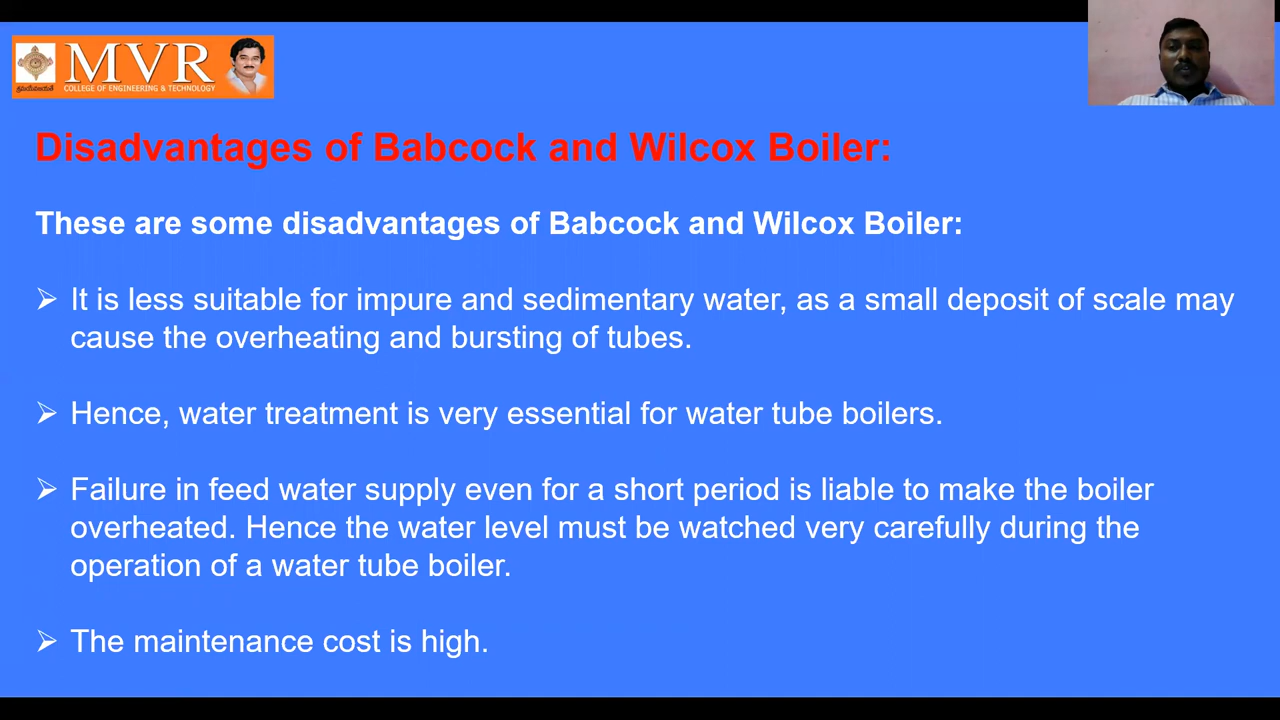 MVR
COLLEGE OF ENGINEERING & TECHNOLOGY
Disadvantages of Babcock and Wilcox Boiler:
These are some disadvantages of Babcock and Wilcox Boiler:
➢ It is less suitable for impure and sedimentary water, as a small deposit of scale may
cause the overheating and bursting of tubes.
➢ Hence, water treatment is very essential for water tube boilers.
➢ Failure in feed water supply even for a short period is liable to make the boiler
overheated. Hence the water level must be watched very carefully during the
operation of a water tube boiler.
➢ The maintenance cost is high.